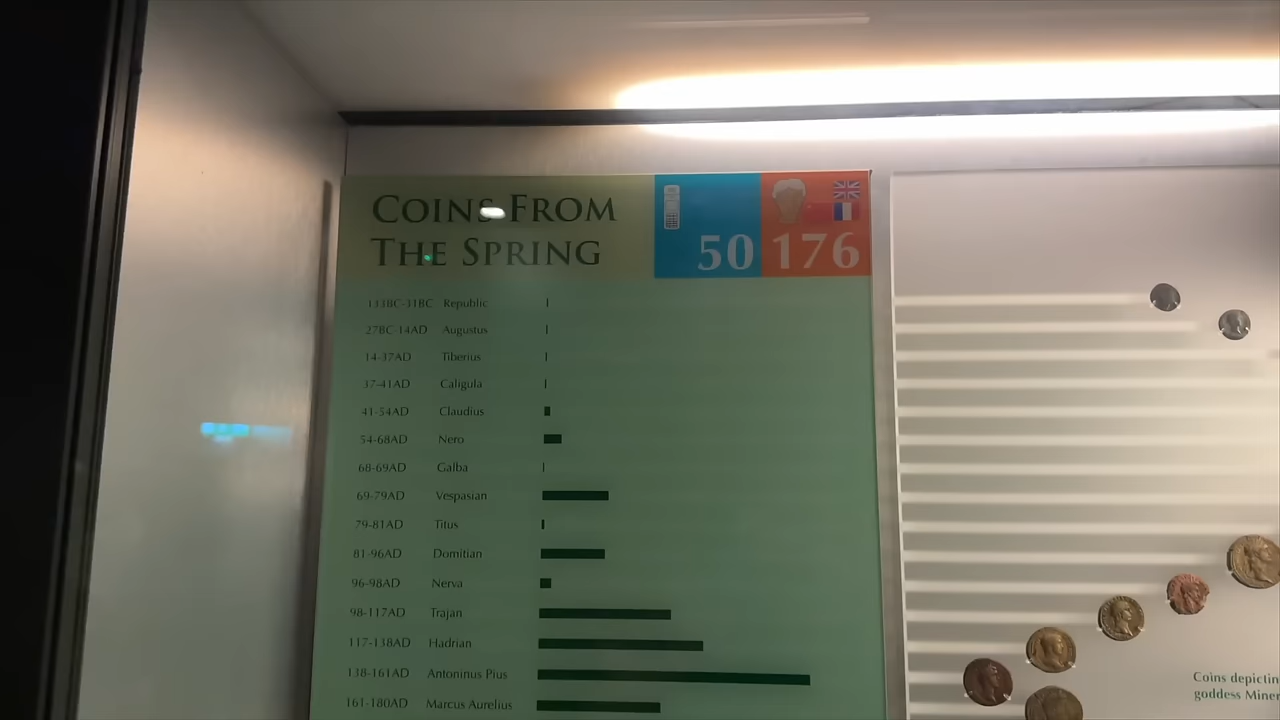 COINS FROM
THE SPRING
50 176
133BC-31BC Republic
27BC-14AD Augustus
14-37AD Tiberius
37-41AD Caligula
41-54AD Claudius
54-68AD Nero
68-69AD Galba
69-79AD Vespasian
79-81AD Titus
81-96AD Domitian
96-98AD Nerva
98-117AD Trajan
117-138AD Hadrian
138-161AD Antoninus Pius
161-180AD Marcus Aurelius
Coins depictin
goddess Miner